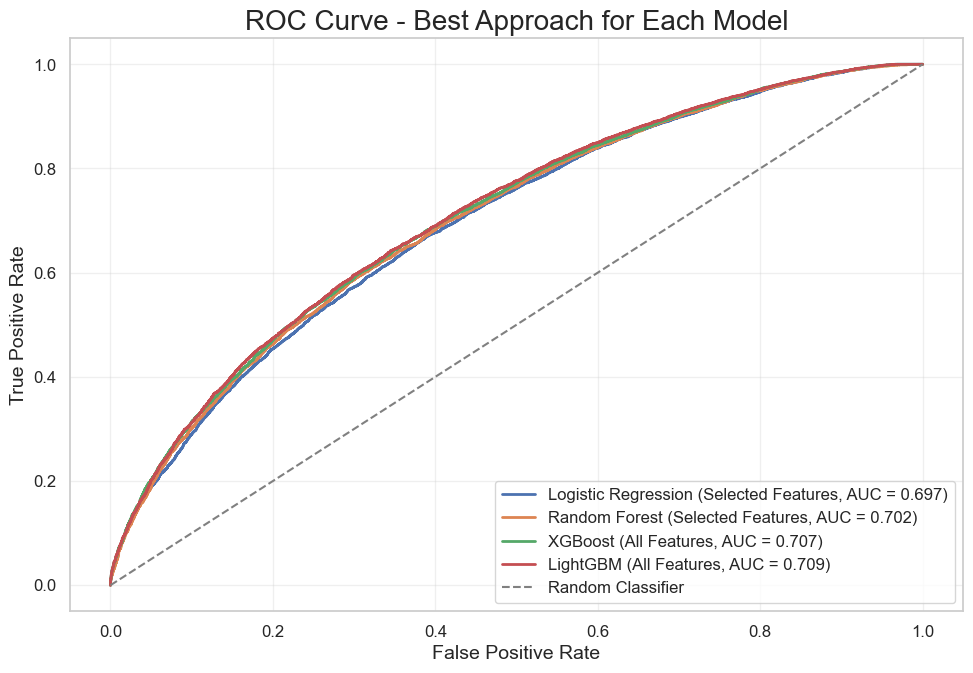 ROC Curve - Best Approach for Each Model
True Positive Rate
1.0
0.8
0.6
0.4
0.2
0.0
Logistic Regression (Selected Features, AUC = 0.697)
Random Forest (Selected Features, AUC = 0.702)
XGBoost (All Features, AUC = 0.707)
LightGBM (All Features, AUC = 0.709)
Random Classifier
0.0 0.2 0.4 0.6 0.8 1.0
False Positive Rate